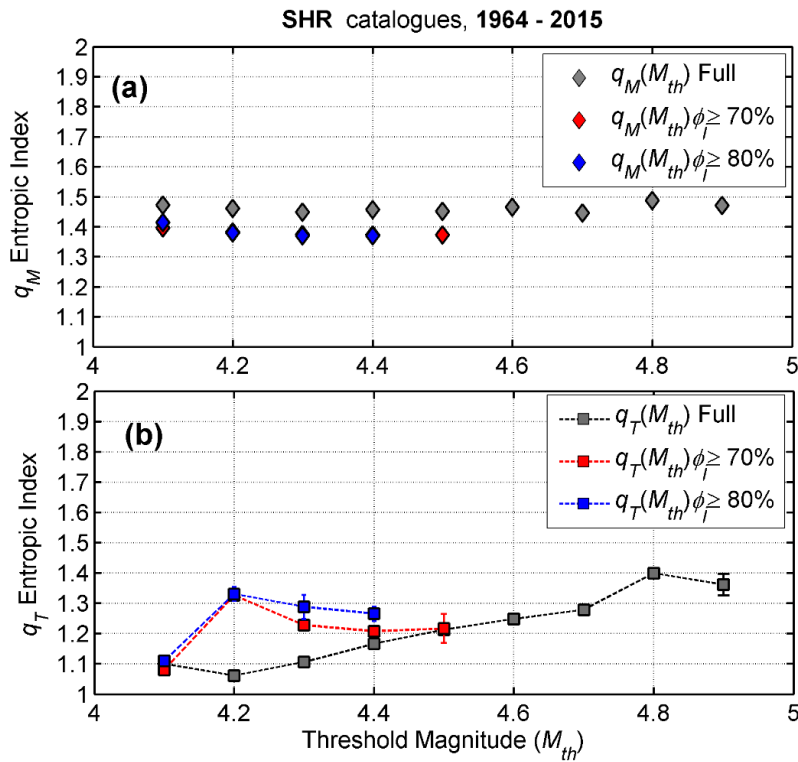 SHR catalogues, 1964 - 2015
(a)
q_M(M_th) Full
q_M(M_th) ϕ_l ≥ 70%
q_M(M_th) ϕ_l ≥ 80%
q_M Entropic Index
2
1.9
1.8
1.7
1.6
1.5
1.4
1.3
1.2
1.1
1
4 4.2 4.4 4.6 4.8 5
(b)
q_T(M_th) Full
q_T(M_th) ϕ_l ≥ 70%
q_T(M_th) ϕ_l ≥ 80%
q_T Entropic Index
2
1.9
1.8
1.7
1.6
1.5
1.4
1.3
1.2
1.1
1
4 4.2 4.4 4.6 4.8 5
Threshold Magnitude (M_th)